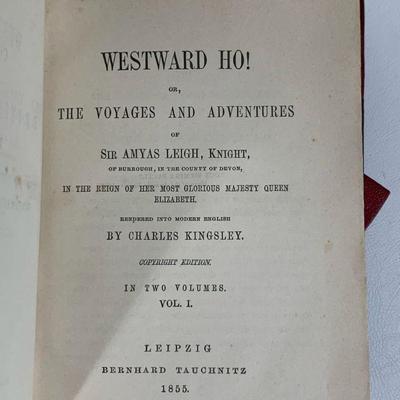 WESTWARD HO!
OR,
THE VOYAGES AND ADVENTURES
OF
SIR AMYAS LEIGH, KNIGHT,
OF BURROUGH, IN THE COUNTY OF DEVON,
IN THE REIGN OF HER MOST GLORIOUS MAJESTY QUEEN
ELIZABETH.
RENDERED INTO MODERN ENGLISH
BY CHARLES KINGSLEY.
COPYRIGHT EDITION.
IN TWO VOLUMES.
VOL. I.
LEIPZIG
BERNHARD TAUCHNITZ
1855.